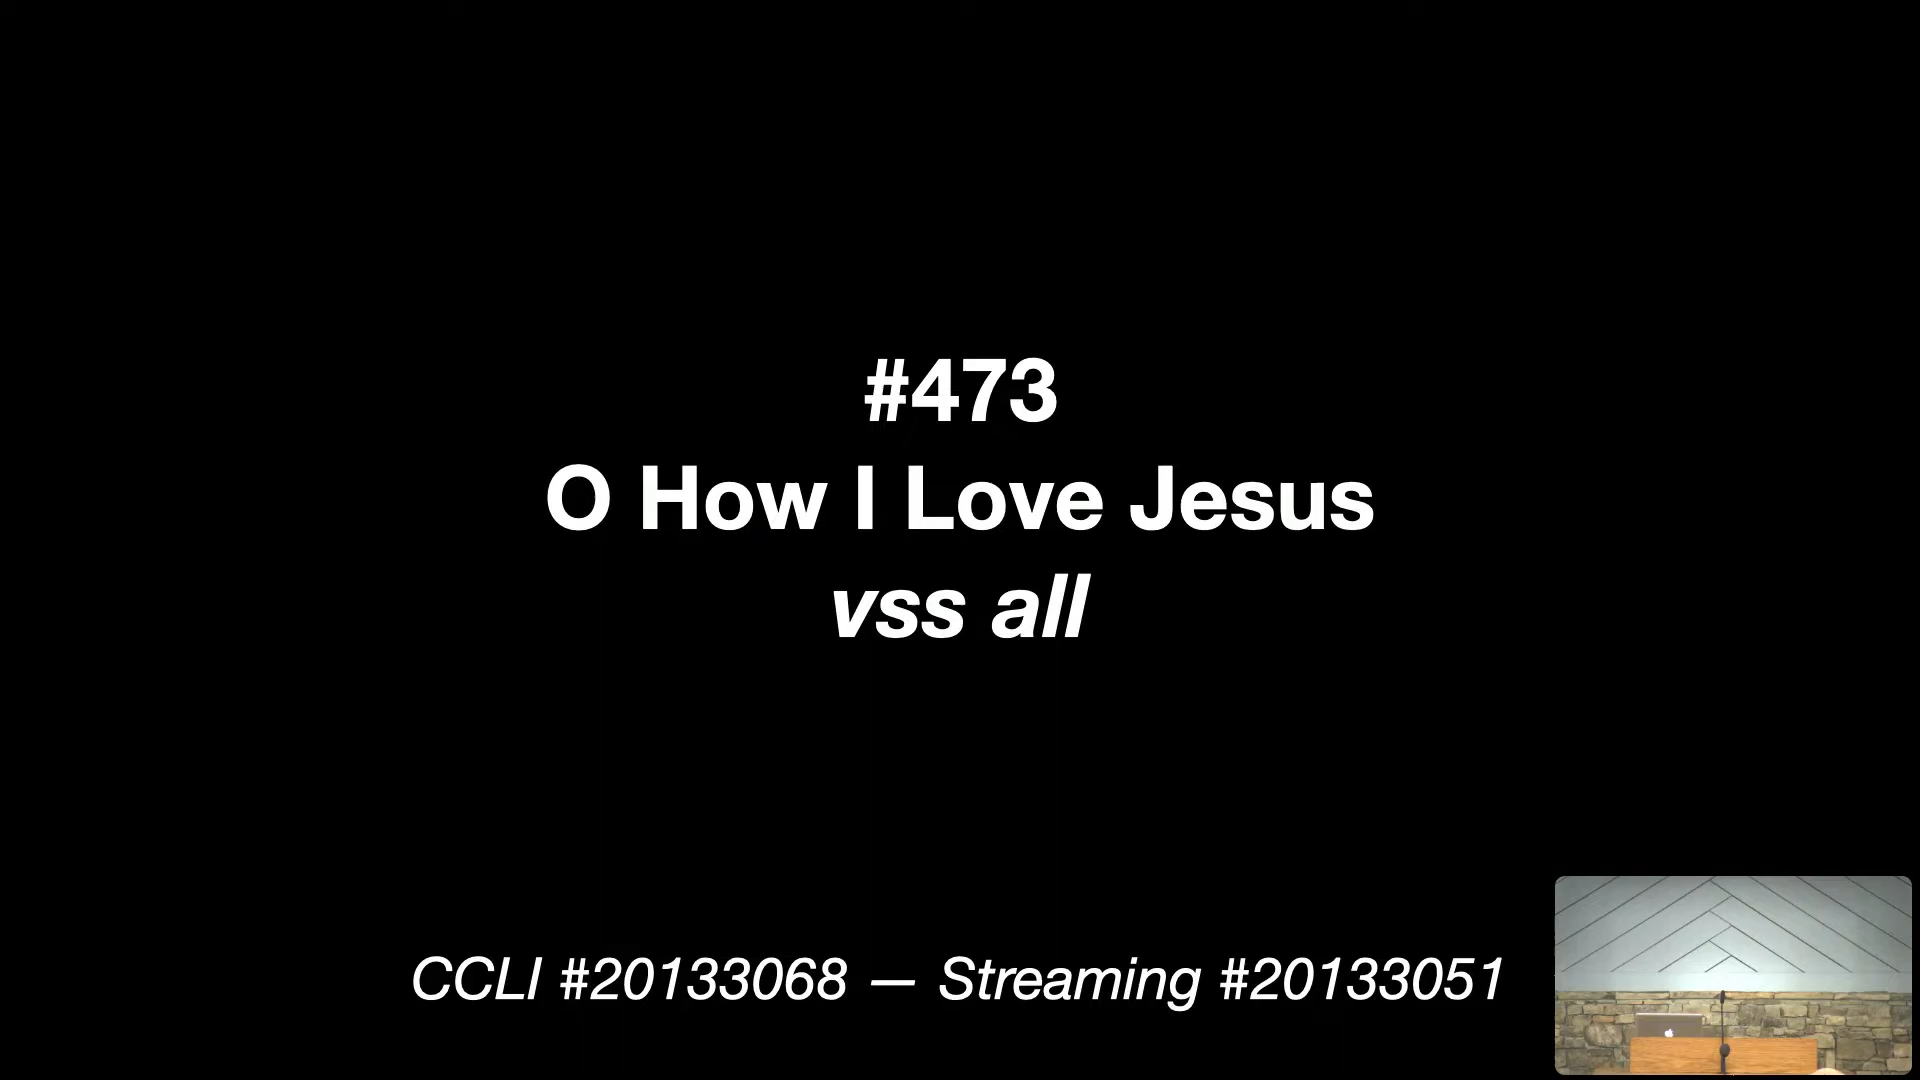 #473
O How I Love Jesus
vss all
CCLI #20133068 — Streaming #20133051